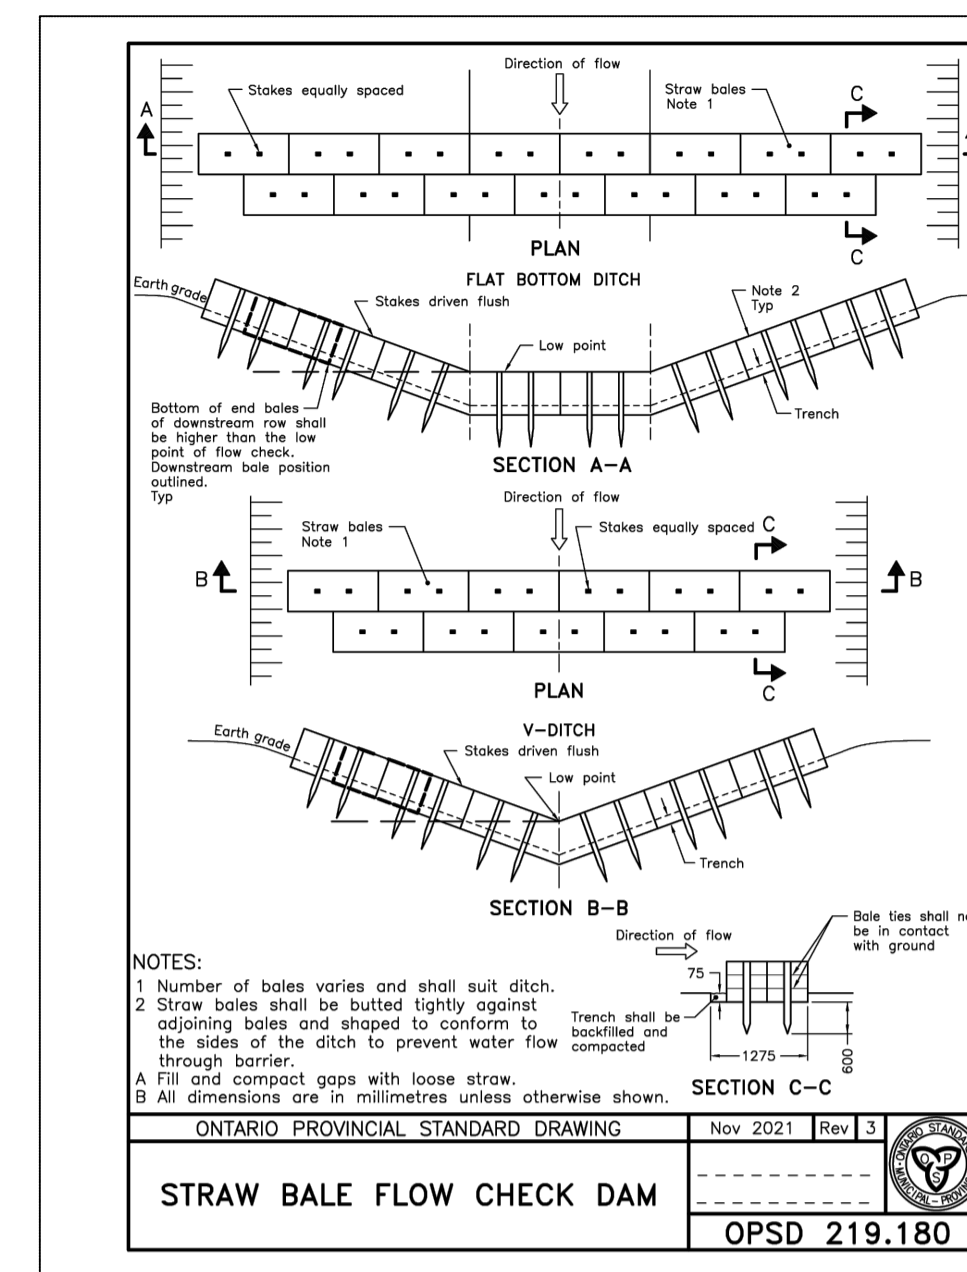 Direction of flow
Stakes equally spaced
Straw bales
Note 1
C
A
PLAN
C
FLAT BOTTOM DITCH
Earth grade
Stakes driven flush
Note 2
Typ
Low point
Trench
Bottom of end bales
of downstream row shall
be higher than the low
point of flow check.
Downstream bale position
outlined.
Typ
SECTION A-A
Direction of flow
Straw bales
Note 1
Stakes equally spaced
C
B
B
PLAN
C
V-DITCH
Earth grade
Stakes driven flush
Low point
Trench
SECTION B-B
Direction of flow
Bale ties shall
be in contact
with ground
75
Trench shall be
backfilled and
compacted
1275
600
SECTION C-C
NOTES:
1 Number of bales varies and shall suit ditch.
2 Straw bales shall be butted tightly against
adjoining bales and shaped to conform to
the sides of the ditch to prevent water flow
through barrier.
A Fill and compact gaps with loose straw.
B All dimensions are in millimetres unless otherwise shown.
ONTARIO PROVINCIAL STANDARD DRAWING
Nov 2021
Rev
3
STRAW BALE FLOW CHECK DAM
OPSD 219.180
O P S
ONTARIO
MUNICIPAL